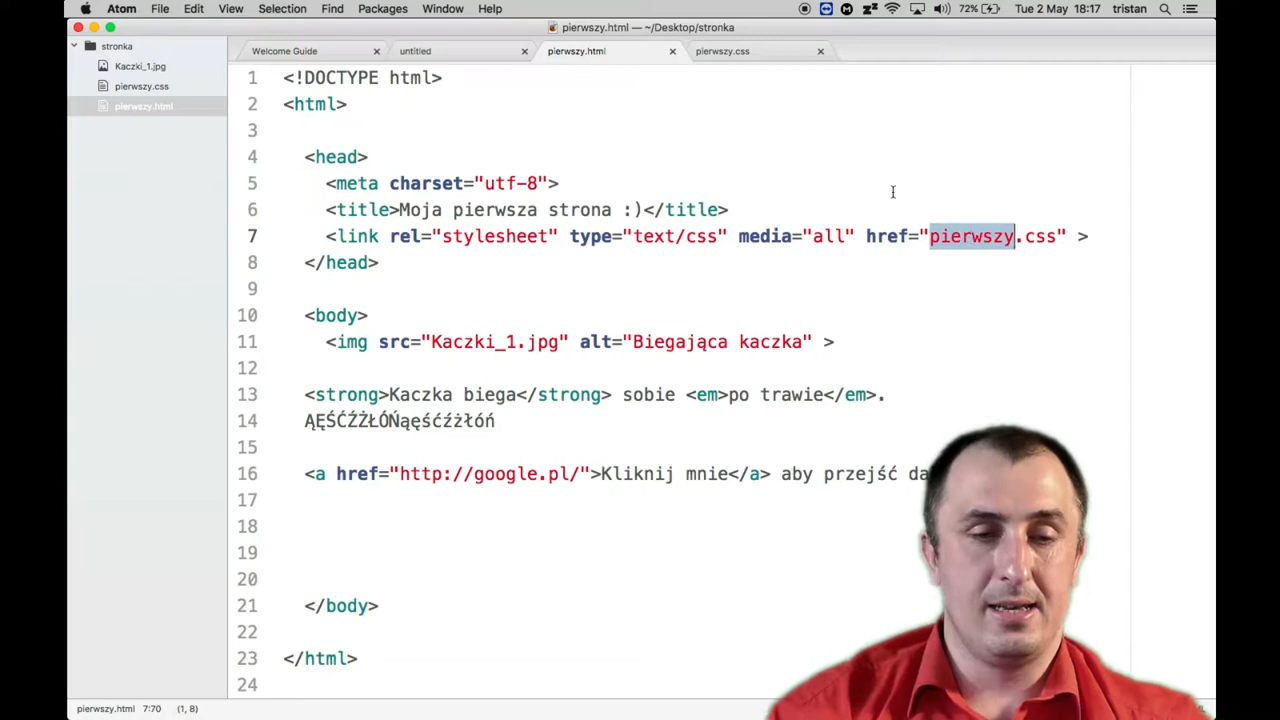 Atom File Edit View Selection Find Packages Window Help 72% Tue 2 May 18:17 tristan
pierwszy.html — ~/Desktop/stronka
stronka
Kaczki_1.jpg
pierwszy.css
pierwszy.html
Welcome Guide untitled pierwszy.html pierwszy.css
1 <!DOCTYPE html>
2 <html>
3
4 <head>
5 <meta charset="utf-8">
6 <title>Moja pierwsza strona :)</title>
7 <link rel="stylesheet" type="text/css" media="all" href="pierwszy.css" >
8 </head>
9
10 <body>
11 <img src="Kaczki_1.jpg" alt="Biegająca kaczka" >
12
13 <strong>Kaczka biega</strong> sobie <em>po trawie</em>.
14 ĄĘŚĆŹŻŁÓŃąęśćźżłóń
15
16 <a href="http://google.pl/">Kliknij mnie</a> aby przejść
17
18
19
20
21 </body>
22
23 </html>
24
pierwszy.html 7:70 (1, 8)